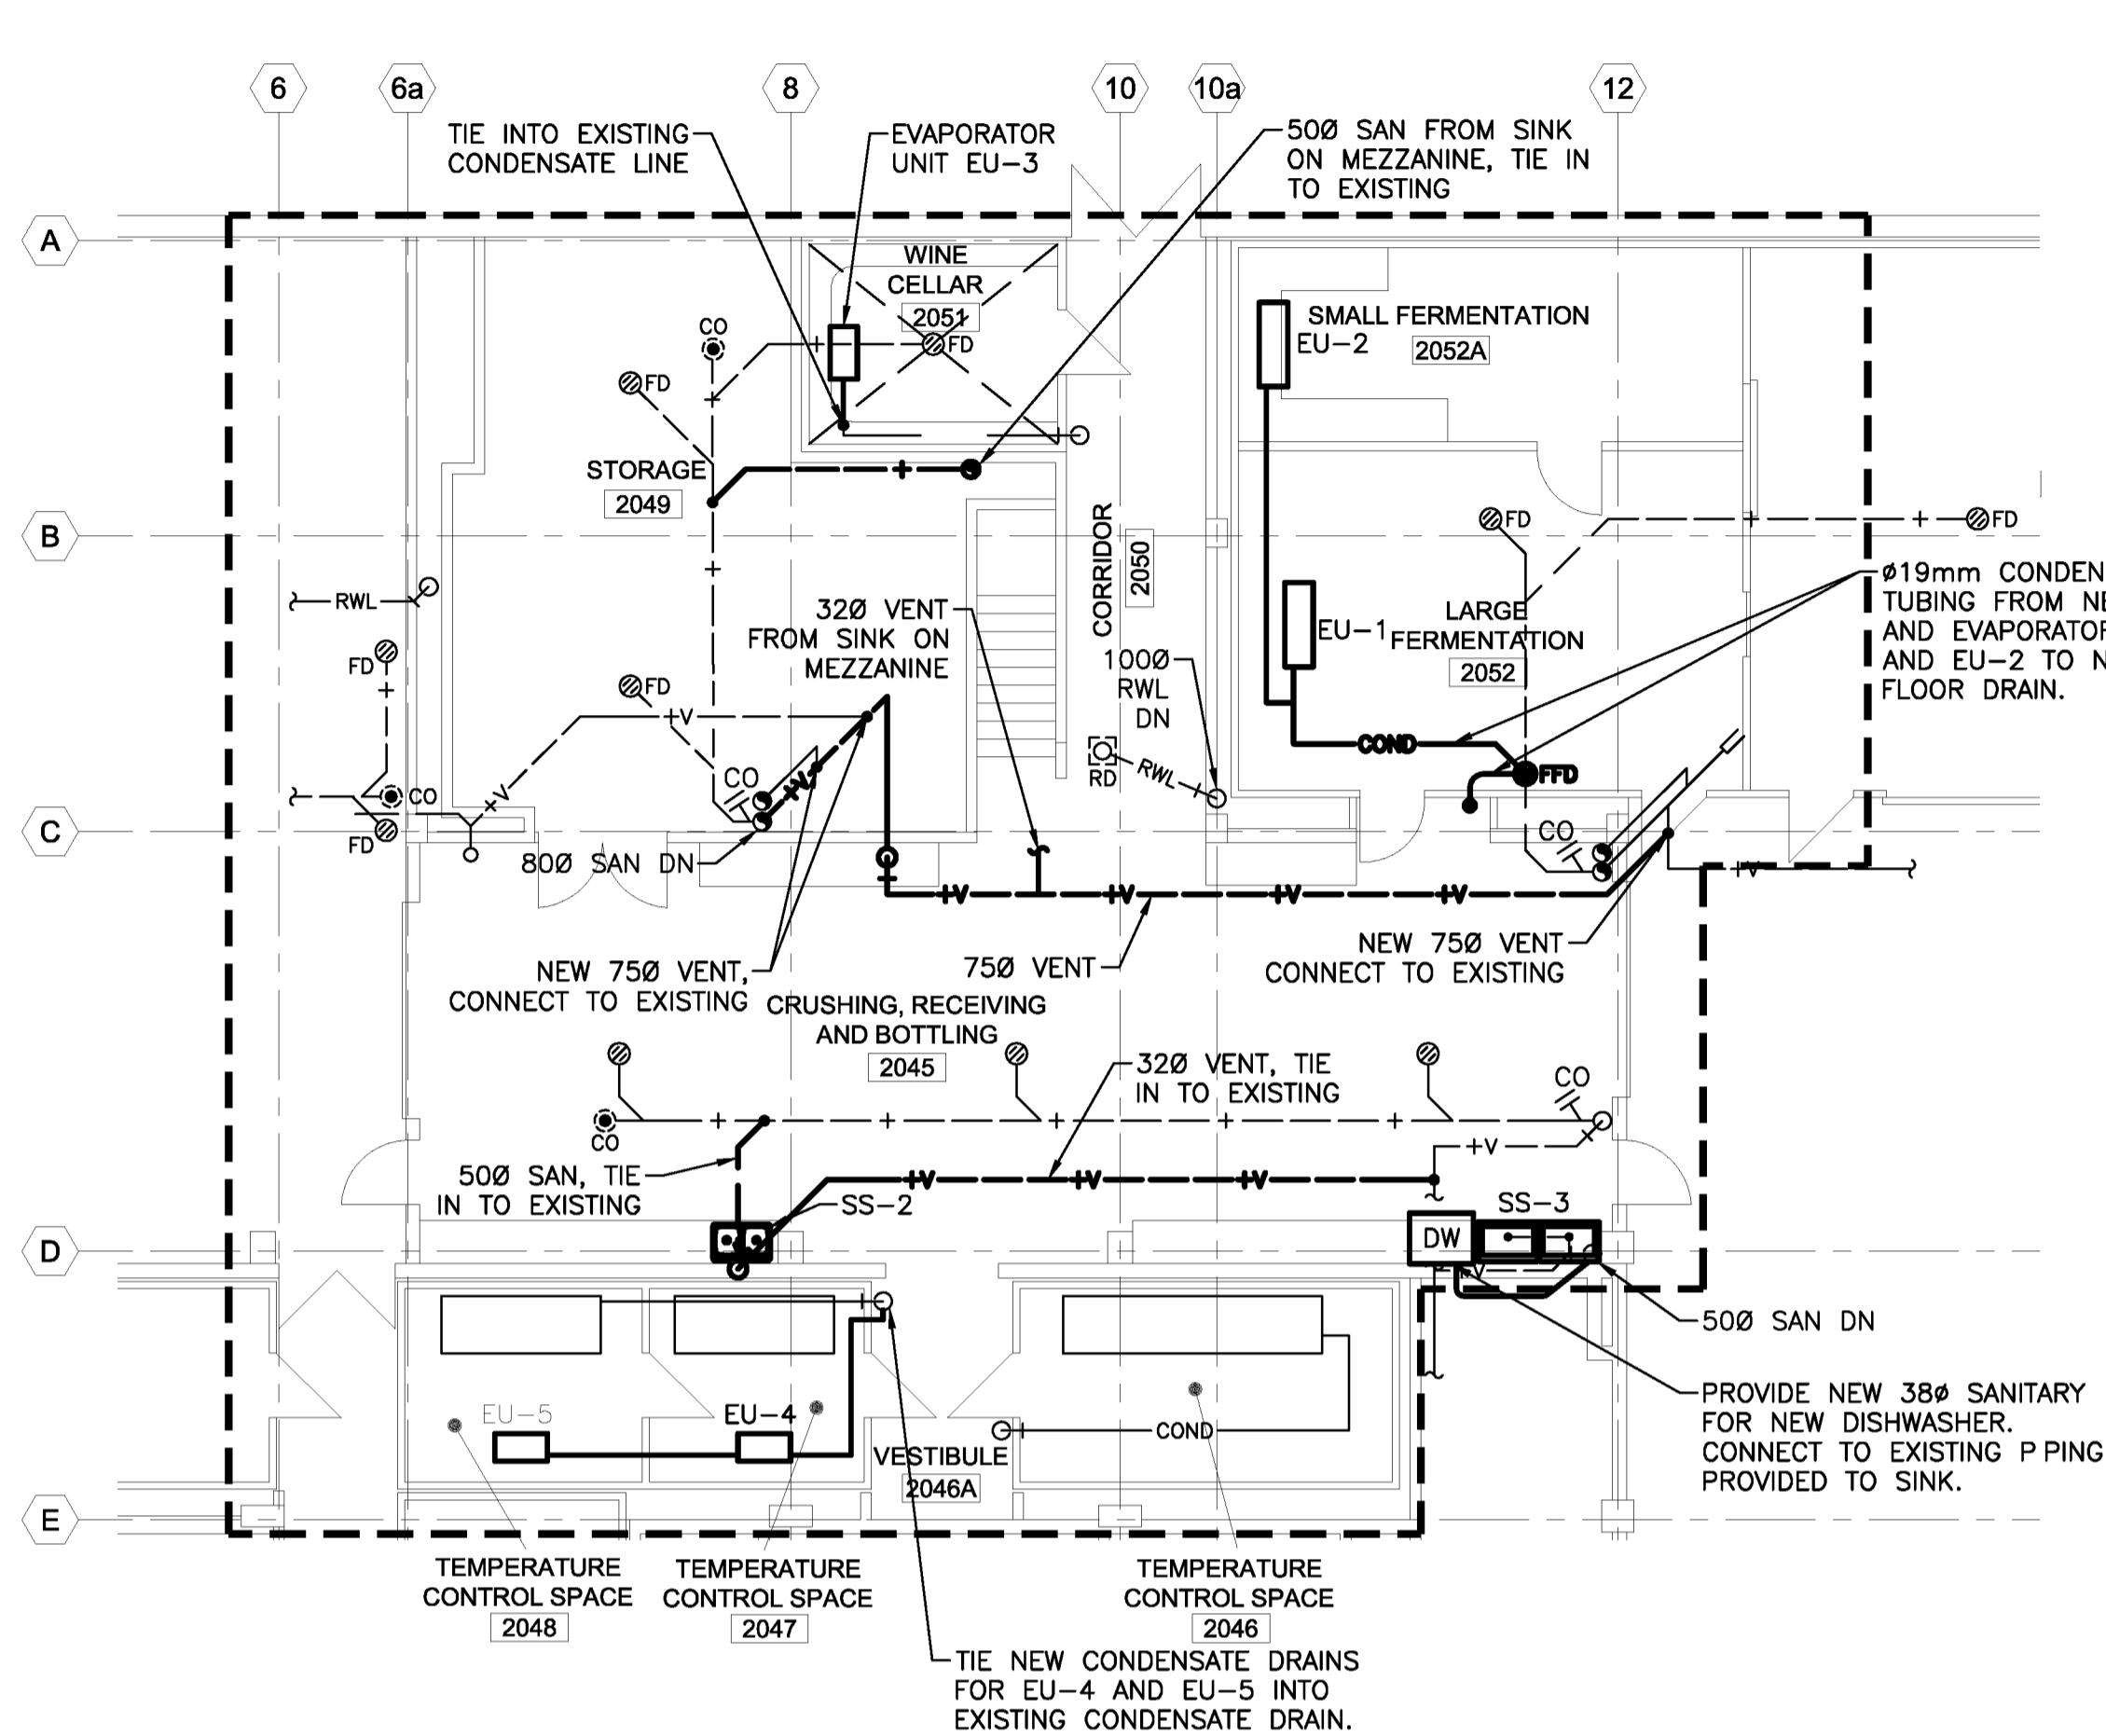 6
6a
8
10
10a
12
TIE INTO EXISTING
CONDENSATE LINE
EVAPORATOR
UNIT EU-3
50Ø SAN FROM SINK
ON MEZZANINE, TIE IN
TO EXISTING
A
WINE
CELLAR
2051
FD
CO
FD
SMALL FERMENTATION
EU-2
2052A
STORAGE
2049
B
CORRIDOR
2050
FD
FD
RWL
FD
32Ø VENT
FROM SINK ON
MEZZANINE
EU-1
LARGE
FERMENTATION
2052
ø19mm CONDEN
TUBING FROM NE
AND EVAPORATOR
AND EU-2 TO N
FLOOR DRAIN.
FD
100Ø
RWL
DN
RD
RWL
COND
FFD
CO
+V
+V
CO
+V
C
FD
80Ø SAN DN
CO
+V
+V
+V
+V
+V
NEW 75Ø VENT,
CONNECT TO EXISTING
75Ø VENT
NEW 75Ø VENT
CONNECT TO EXISTING
CRUSHING, RECEIVING
AND BOTTLING
2045
32Ø VENT, TIE
IN TO EXISTING
CO
CO
+V
50Ø SAN, TIE
IN TO EXISTING
+V
+V
+V
SS-2
SS-3
D
DW
+V
50Ø SAN DN
PROVIDE NEW 38ø SANITARY
FOR NEW DISHWASHER.
CONNECT TO EXISTING P PING
PROVIDED TO SINK.
EU-5
EU-4
COND
VESTIBULE
2046A
E
TEMPERATURE
CONTROL SPACE
2048
TEMPERATURE
CONTROL SPACE
2047
TEMPERATURE
CONTROL SPACE
2046
TIE NEW CONDENSATE DRAINS
FOR EU-4 AND EU-5 INTO
EXISTING CONDENSATE DRAIN.